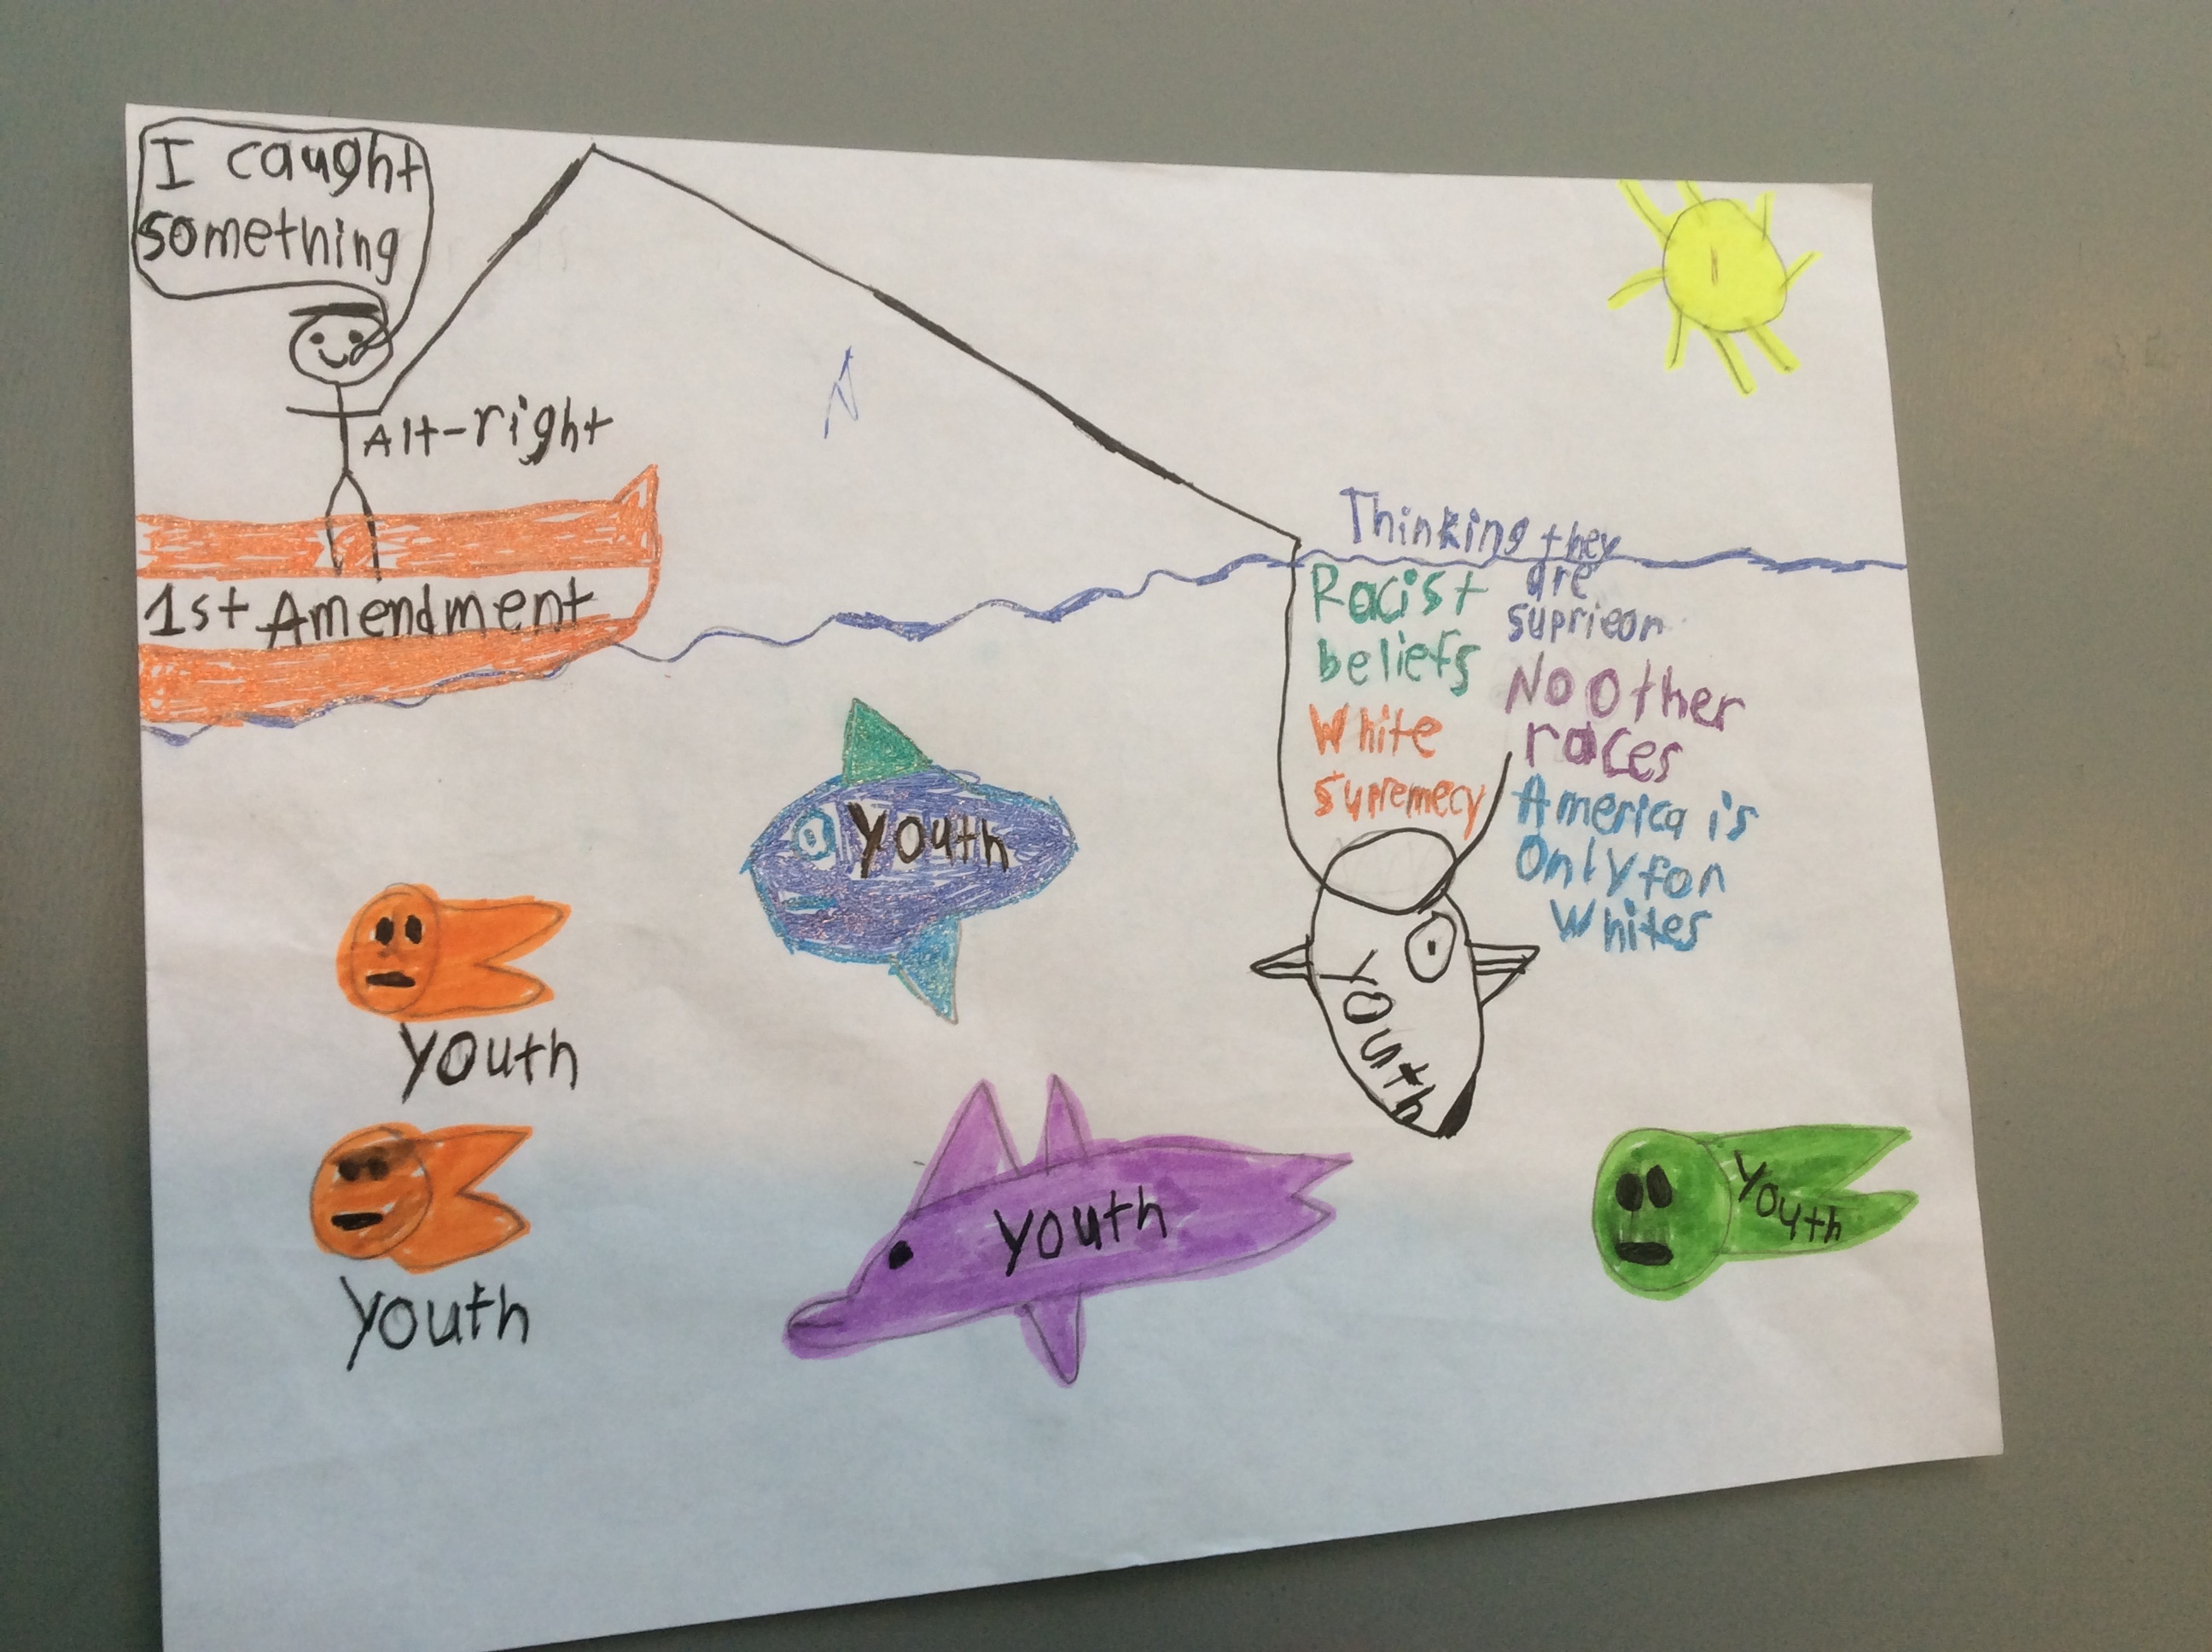 I caught
something
Alt-right
1st Amendment
Thinking they
are
suprieor
Racist
beliefs
White
supremecy
No Other
races
America is
Only for
Whites
Youth
Youth
Youth
Youth
Youth
Youth